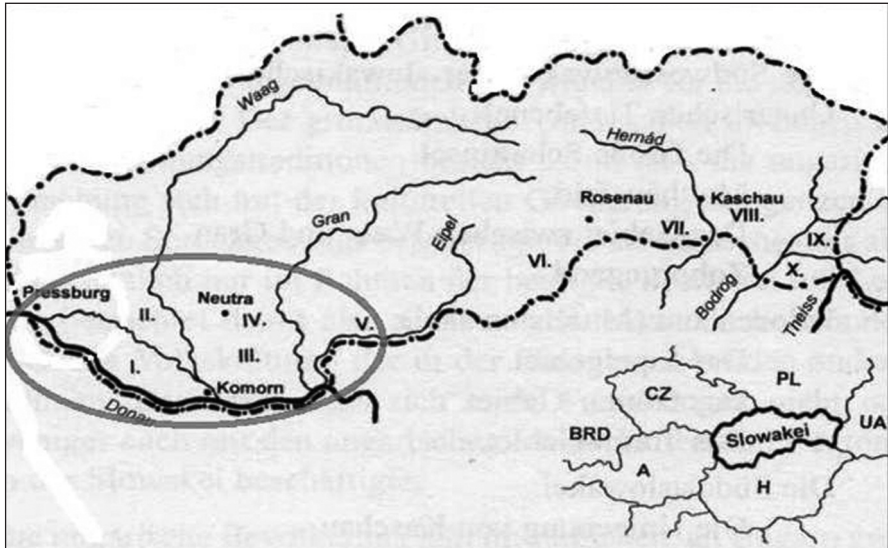 Waag
Hernád
Rosenau
Kaschau
Gran
Eipel
VIII.
VII.
IX.
VI.
X.
Pressburg
Neutra
II.
IV.
V.
Bodrog
Theiss
III.
I.
Komorn
Donau
PL
CZ
UA
BRD
Slowakei
A
H